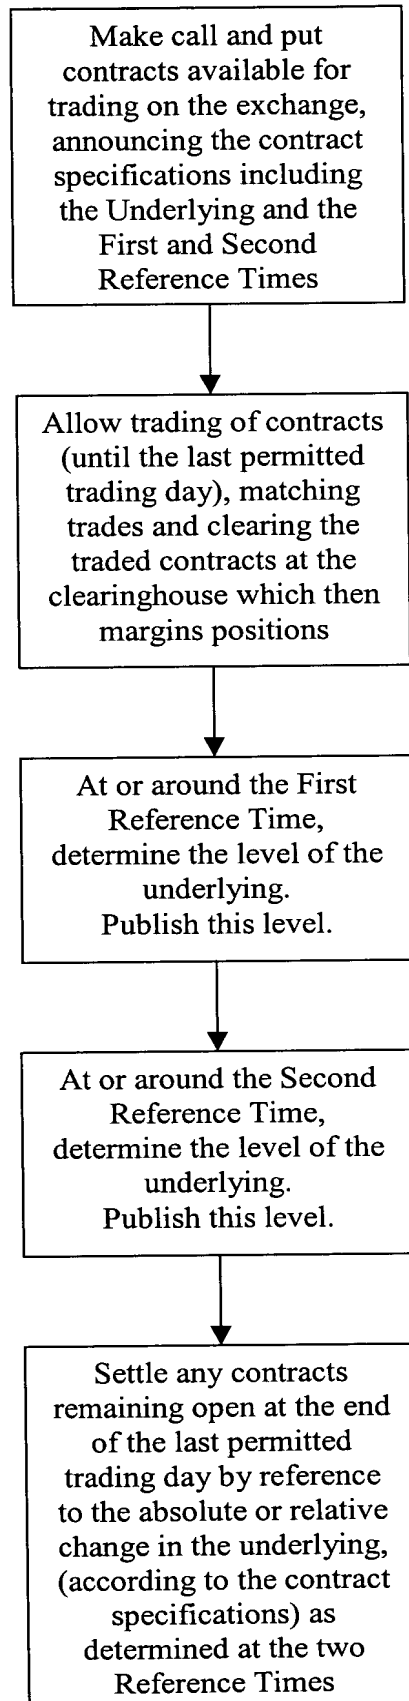 Make call and put
contracts available for
trading on the exchange,
announcing the contract
specifications including
the Underlying and the
First and Second
Reference Times
Allow trading of contracts
(until the last permitted
trading day), matching
trades and clearing the
traded contracts at the
clearinghouse which then
margins positions
At or around the First
Reference Time,
determine the level of the
underlying.
Publish this level.
At or around the Second
Reference Time,
determine the level of the
underlying.
Publish this level.
Settle any contracts
remaining open at the end
of the last permitted
trading day by reference
to the absolute or relative
change in the underlying,
(according to the contract
specifications) as
determined at the two
Reference Times